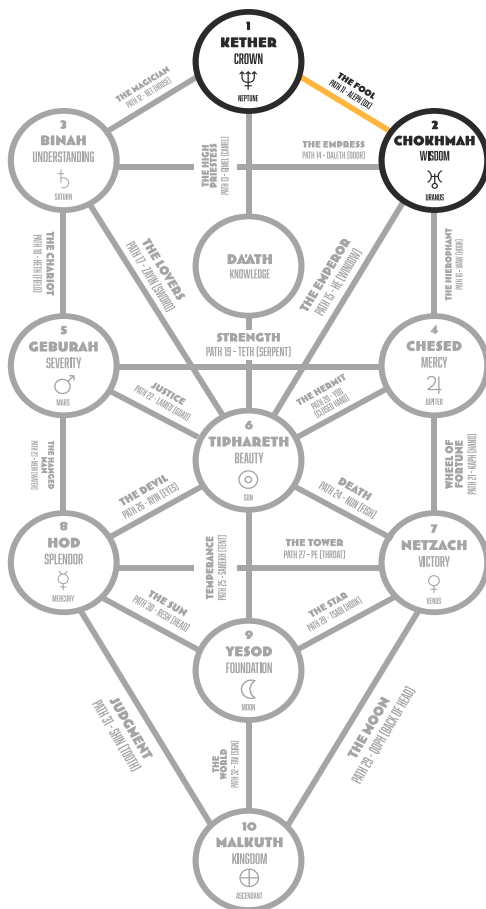 1
KETHER
CROWN
NEPTUNE
THE MAGICIAN
PATH 12 - BET (HOUSE)
THE FOOL
PATH 11 - ALEPH (OX)
3
BINAH
UNDERSTANDING
SATURN
2
CHOKHMAH
WISDOM
URANUS
THE HIGH
PRIESTESS
PATH 13 - GIMEL (CAMEL)
THE EMPRESS
PATH 14 - DALETH (DOOR)
THE CHARIOT
PATH 18 - HETH (FIELD)
THE LOVERS
PATH 17 - ZAYIN (SWORD)
DA'ATH
KNOWLEDGE
THE EMPEROR
PATH 15 - HE (WINDOW)
THE HIEROPHANT
PATH 16 - VAV (HOOK)
STRENGTH
PATH 19 - TETH (SERPENT)
5
GEBURAH
SEVERITY
MARS
4
CHESED
MERCY
JUPITER
JUSTICE
PATH 22 - LAMED (GOAD)
THE HERMIT
PATH 20 - YOD
(CLOSED HAND)
6
TIPHARETH
BEAUTY
SUN
THE HANGED
MAN
PATH 22 - MEM (WATER)
WHEEL OF
FORTUNE
PATH 21 - KAPH (HAND)
THE DEVIL
PATH 26 - AYIN (EYES)
DEATH
PATH 24 - NUN (FISH)
8
HOD
SPLENDOR
MERCURY
7
NETZACH
VICTORY
VENUS
TEMPERANCE
PATH 25 - SAMEKH (TENT)
THE TOWER
PATH 27 - PE (THROAT)
THE SUN
PATH 30 - RESH (HEAD)
THE STAR
PATH 28 - TSADI (HOOK)
9
YESOD
FOUNDATION
MOON
JUDGMENT
PATH 31 - SHIN (TOOTH)
THE
WORLD
PATH 32 - TAV (SIGN)
THE MOON
PATH 29 - QOPH (BACK OF HEAD)
10
MALKUTH
KINGDOM
ASCENDANT